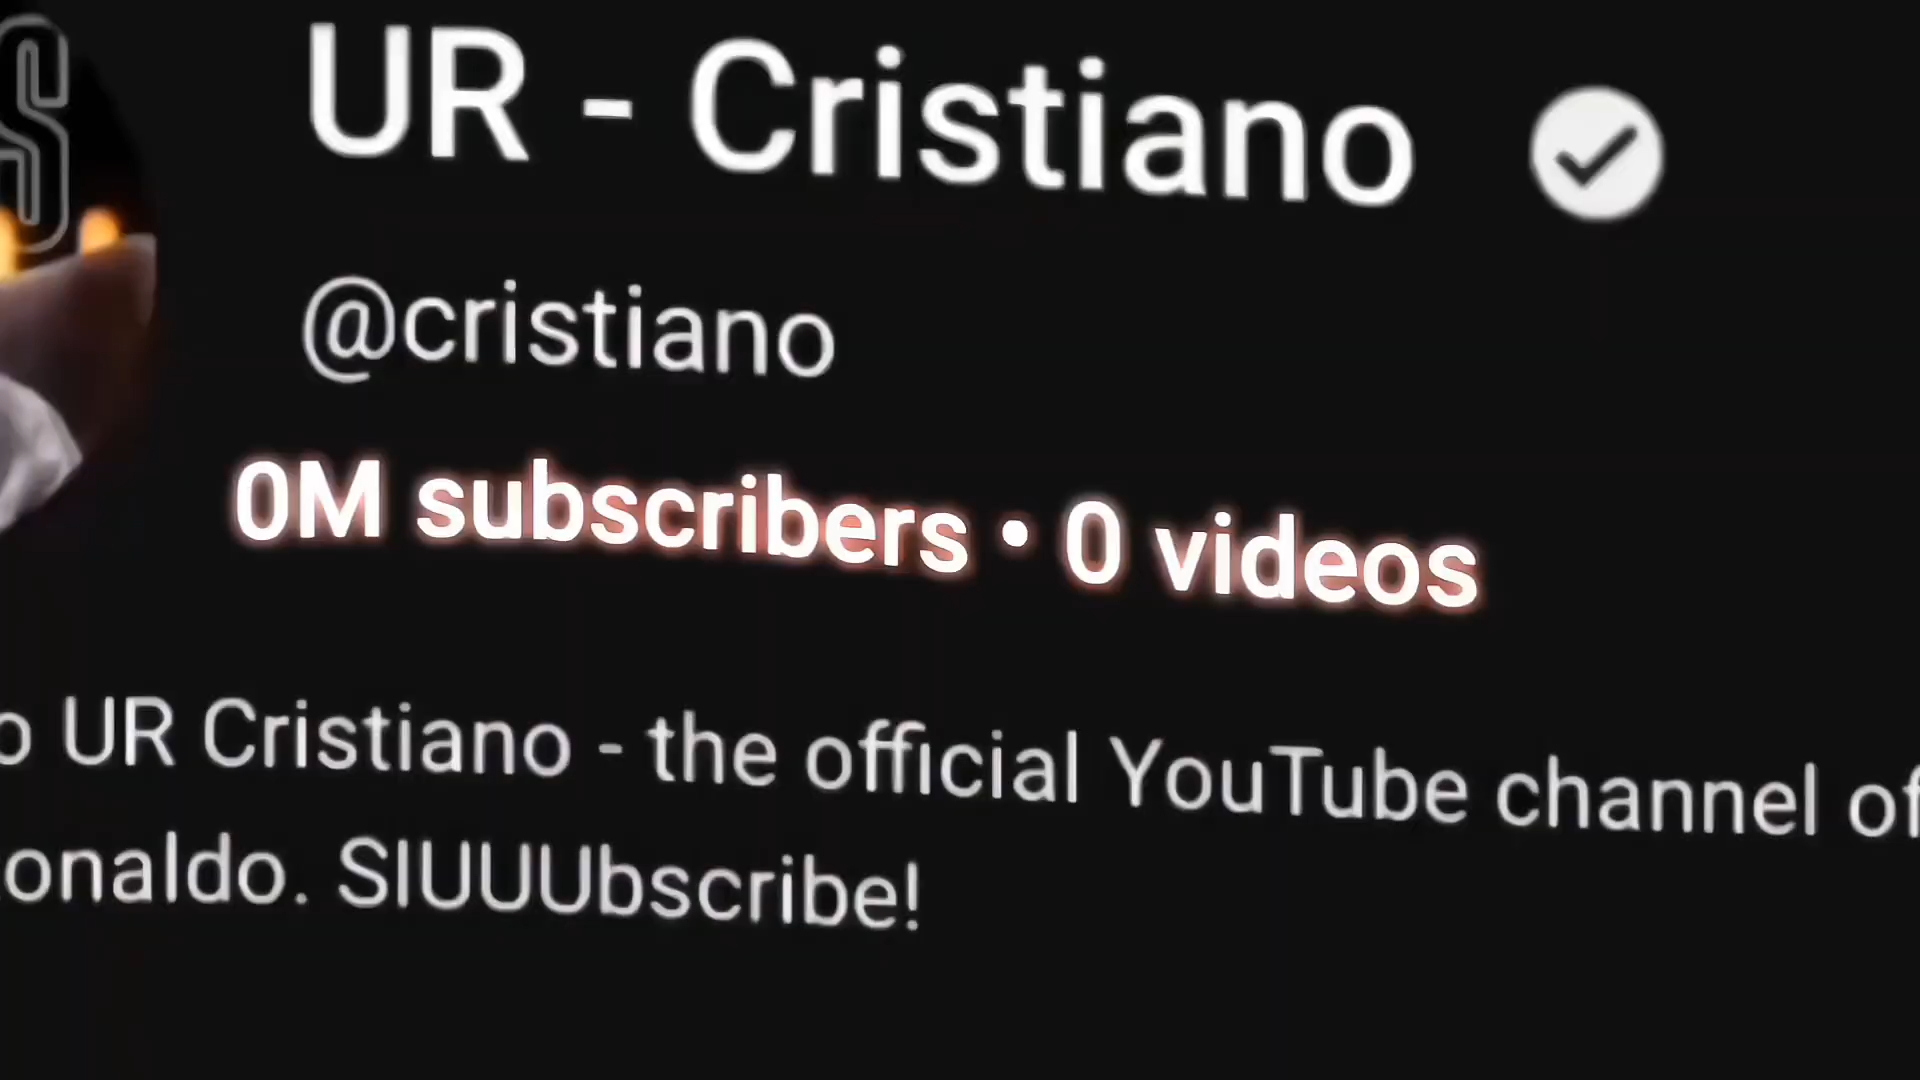 S
UR - Cristiano
@cristiano
0M subscribers • 0 videos
o UR Cristiano - the official YouTube channel of
onaldo. SIUUUbscribe!